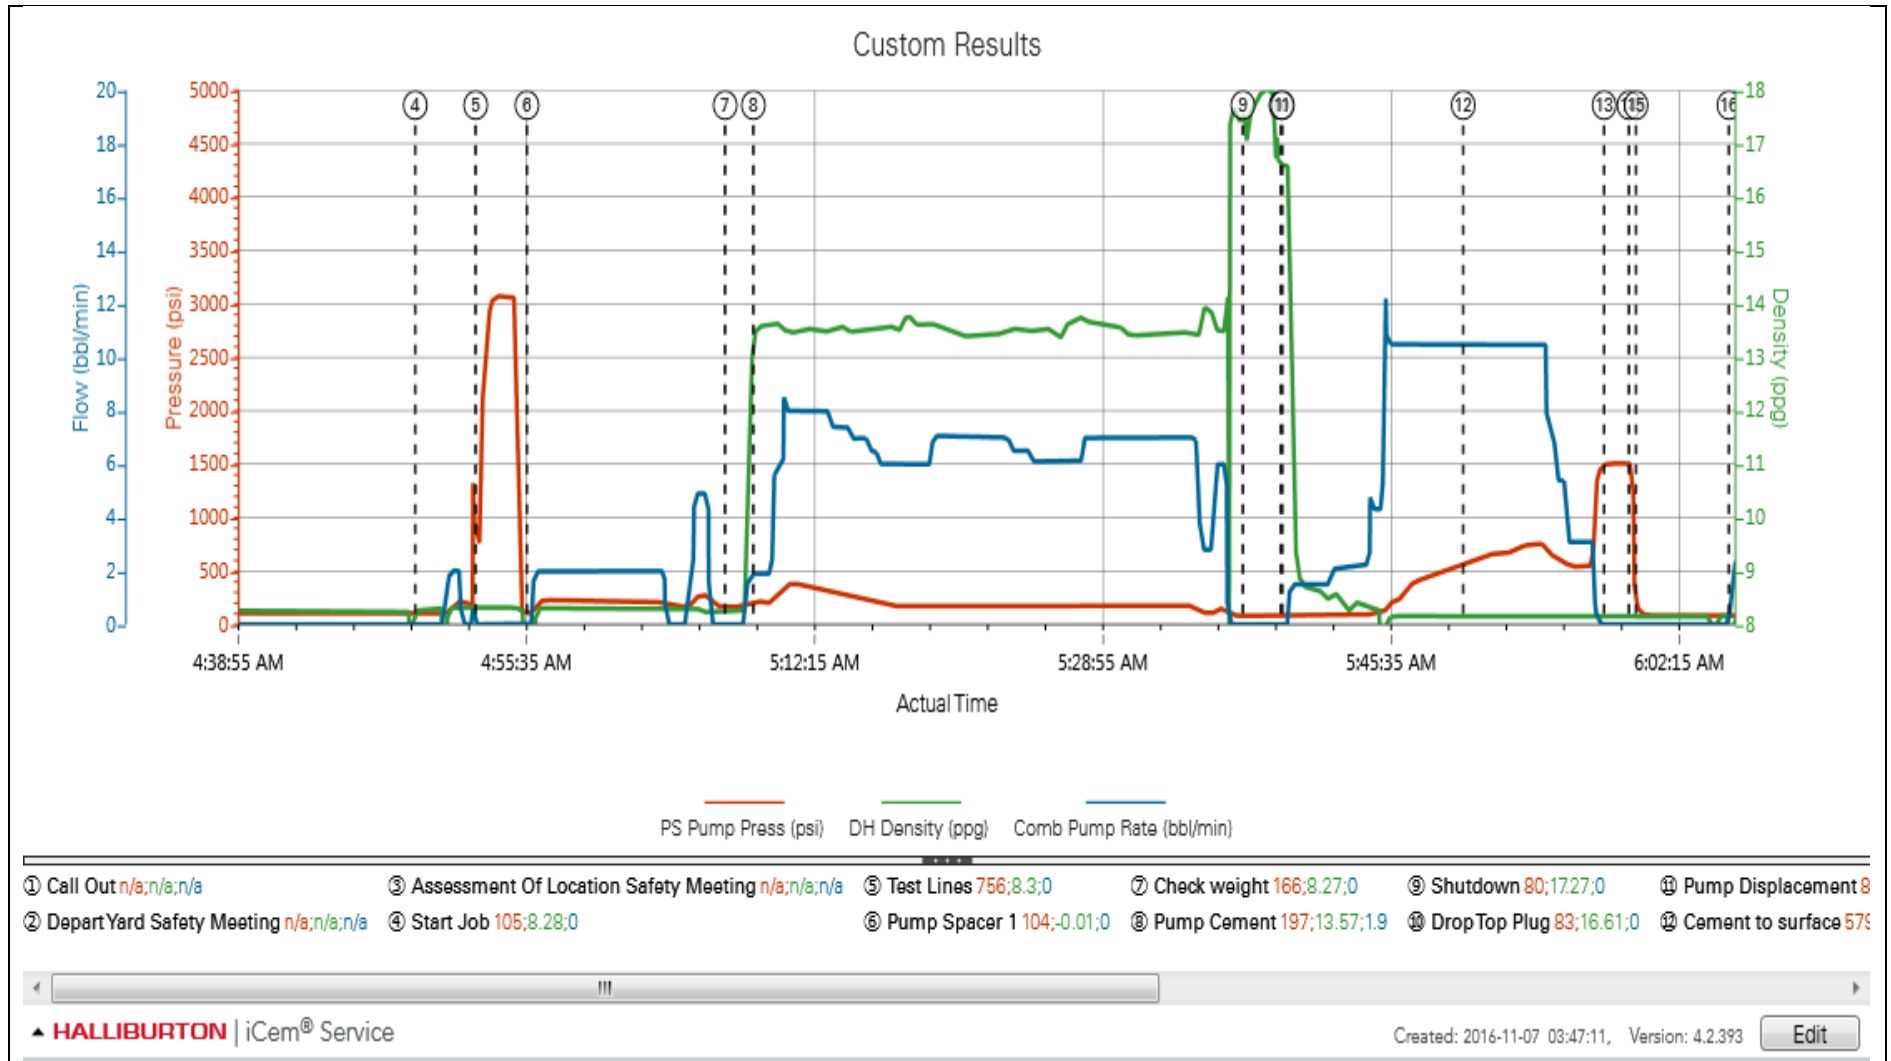 Custom Results
20 5000 18
18 4500 17
16 4000 16
14 3500 15
12 3000 14
10 2500 13
8 2000 12
6 1500 11
4 1000 10
2 500 9
0 0 8
④ ⑤ ⑥ ⑦ ⑧ ⑨ ⑪ ⑫ ⑬ ⑮ 16
Flow (bbl/min)
Pressure (psi)
Density (ppg)
4:38:55 AM 4:55:35 AM 5:12:15 AM 5:28:55 AM 5:45:35 AM 6:02:15 AM
Actual Time
PS Pump Press (psi) DH Density (ppg) Comb Pump Rate (bbl/min)
① Call Out n/a;n/a;n/a ③ Assessment Of Location Safety Meeting n/a;n/a;n/a ⑤ Test Lines 756;8.3;0 ⑦ Check weight 166;8.27;0 ⑨ Shutdown 80;17.27;0 ⑪ Pump Displacement 8
② Depart Yard Safety Meeting n/a;n/a;n/a ④ Start Job 105;8.28;0 ⑥ Pump Spacer 1 104;-0.01;0 ⑧ Pump Cement 197;13.57;1.9 ⑩ Drop Top Plug 83;16.61;0 ⑫ Cement to surface 579
HALLIBURTON | iCem® Service
Created: 2016-11-07 03:47:11, Version: 4.2.393 Edit